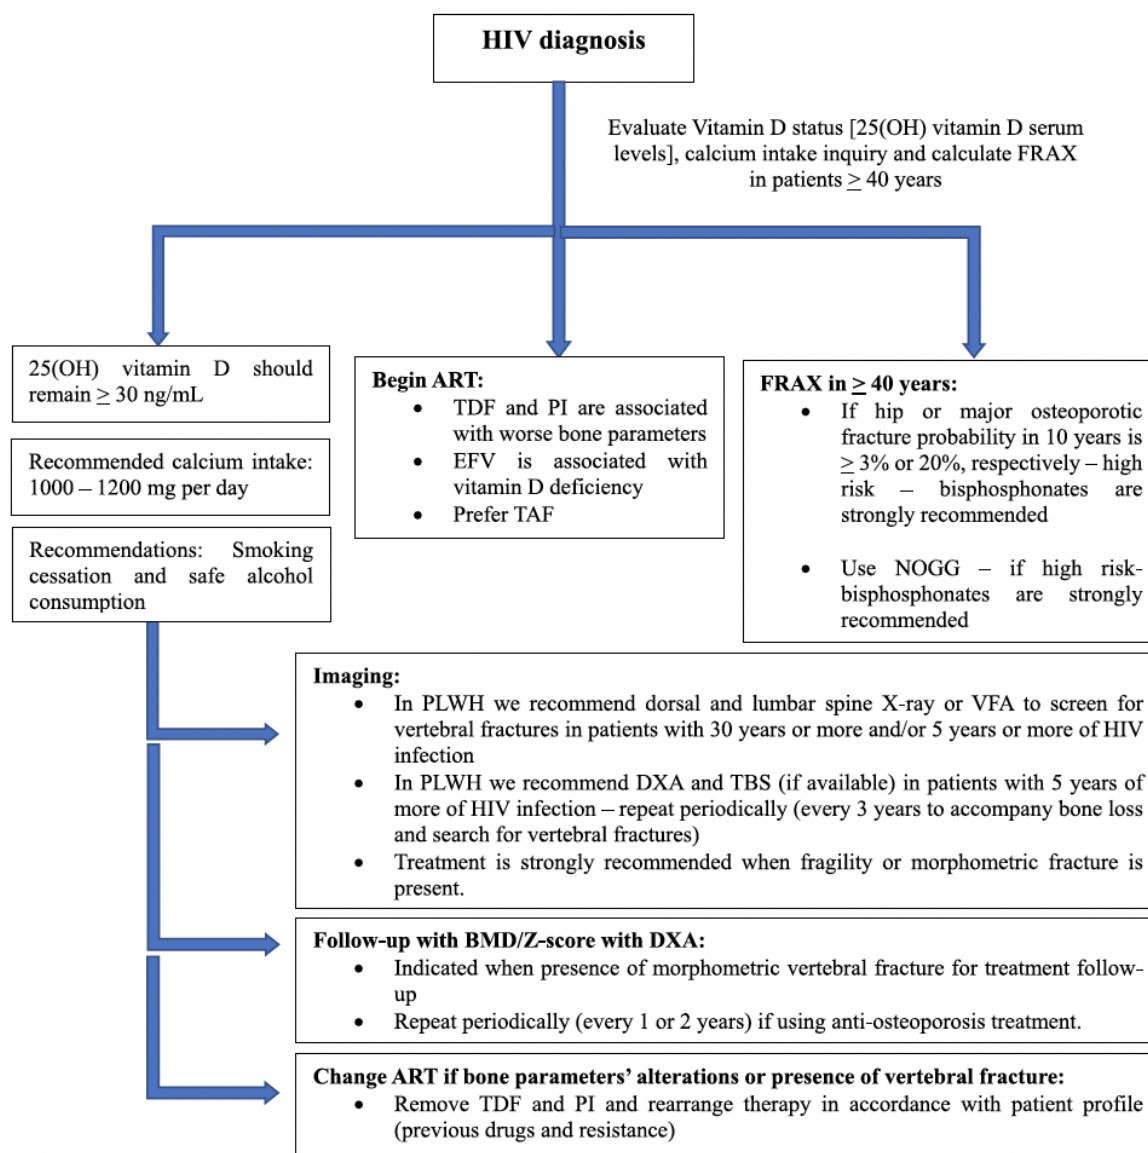 HIV diagnosis
Evaluate Vitamin D status [25(OH) vitamin D serum
levels], calcium intake inquiry and calculate FRAX
in patients ≥ 40 years
25(OH) vitamin D should
remain ≥ 30 ng/mL
Recommended calcium intake:
1000 – 1200 mg per day
Recommendations: Smoking
cessation and safe alcohol
consumption
Begin ART:
• TDF and PI are associated
with worse bone parameters
• EFV is associated with
vitamin D deficiency
• Prefer TAF
FRAX in ≥ 40 years:
• If hip or major osteoporotic
fracture probability in 10 years is
≥ 3% or 20%, respectively – high
risk – bisphosphonates are
strongly recommended
• Use NOGG – if high risk-
bisphosphonates are strongly
recommended
Imaging:
• In PLWH we recommend dorsal and lumbar spine X-ray or VFA to screen for
vertebral fractures in patients with 30 years or more and/or 5 years or more of HIV
infection
• In PLWH we recommend DXA and TBS (if available) in patients with 5 years of
more of HIV infection – repeat periodically (every 3 years to accompany bone loss
and search for vertebral fractures)
• Treatment is strongly recommended when fragility or morphometric fracture is
present.
Follow-up with BMD/Z-score with DXA:
• Indicated when presence of morphometric vertebral fracture for treatment follow-
up
• Repeat periodically (every 1 or 2 years) if using anti-osteoporosis treatment.
Change ART if bone parameters’ alterations or presence of vertebral fracture:
• Remove TDF and PI and rearrange therapy in accordance with patient profile
(previous drugs and resistance)